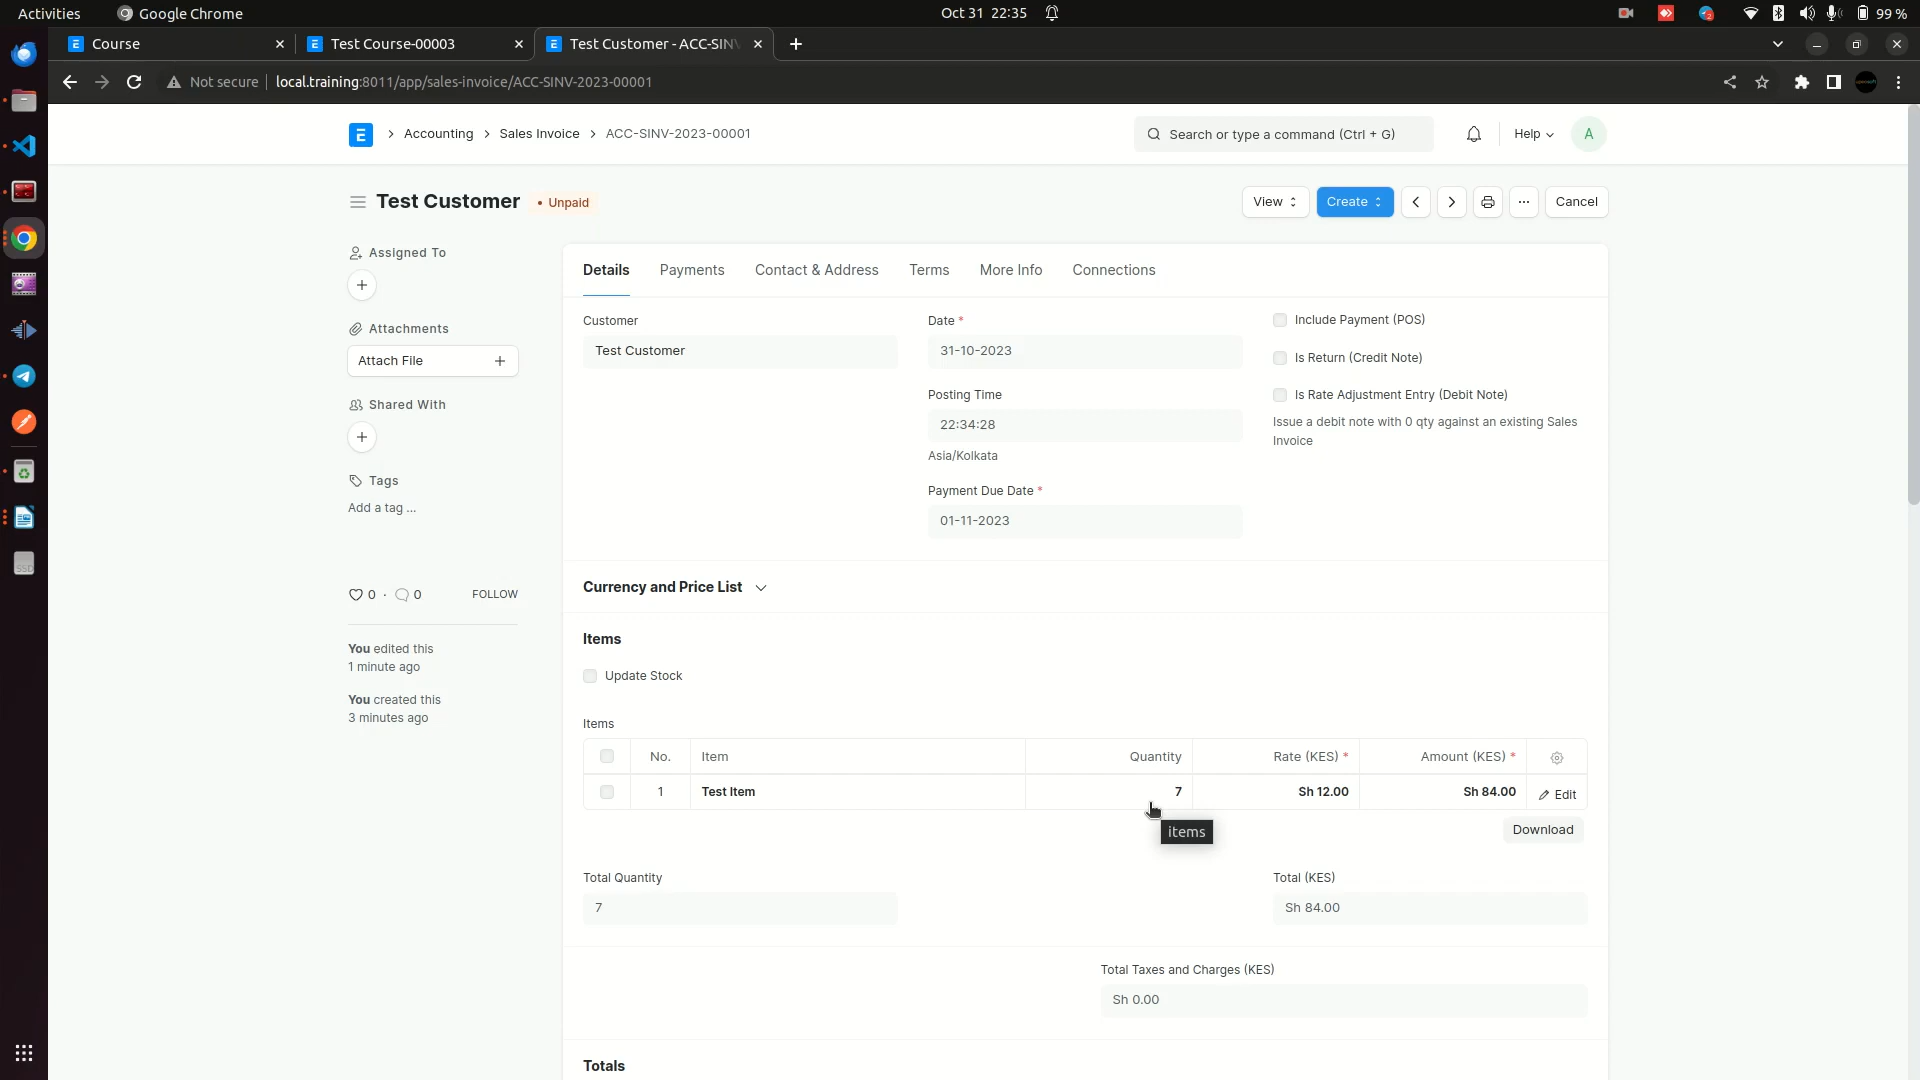 Activities
Google Chrome
Oct 31 22:35
99 %
Course
Test Course-00003
Test Customer - ACC-SIN
Not secure
local.training:8011/app/sales-invoice/ACC-SINV-2023-00001
E
Accounting
Sales Invoice
ACC-SINV-2023-00001
Search or type a command (Ctrl + G)
Help
A
Test Customer
Unpaid
View
Create
Cancel
Assigned To
Attachments
Attach File
Shared With
Tags
Add a tag ...
0 · 0
FOLLOW
You edited this
1 minute ago
You created this
3 minutes ago
Details
Payments
Contact & Address
Terms
More Info
Connections
Customer
Test Customer
Date *
31-10-2023
Posting Time
22:34:28
Asia/Kolkata
Payment Due Date *
01-11-2023
Include Payment (POS)
Is Return (Credit Note)
Is Rate Adjustment Entry (Debit Note)
Issue a debit note with 0 qty against an existing Sales
Invoice
Currency and Price List
Items
Update Stock
Items
No.
Item
Quantity
Rate (KES) *
Amount (KES) *
1
Test Item
7
Sh 12.00
Sh 84.00
Edit
items
Download
Total Quantity
7
Total (KES)
Sh 84.00
Total Taxes and Charges (KES)
Sh 0.00
Totals